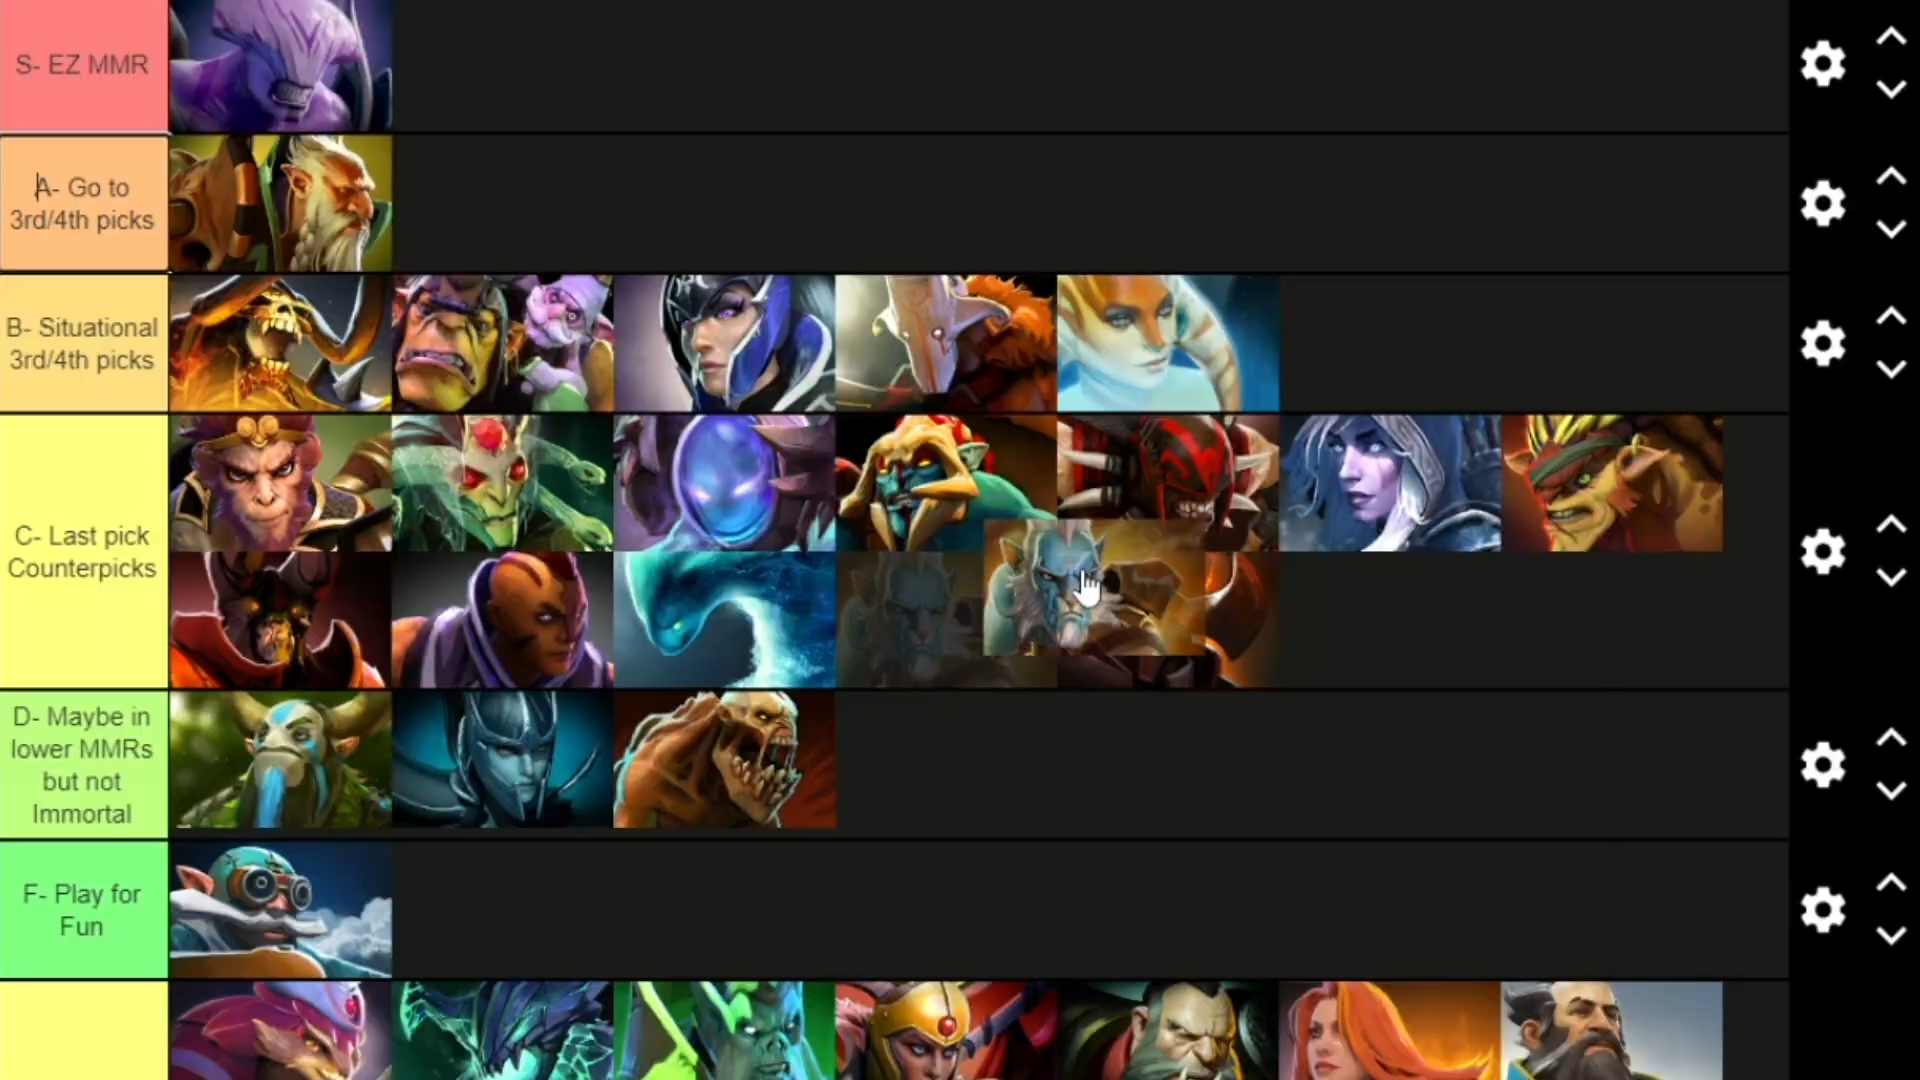 S- EZ MMR
A- Go to
3rd/4th picks
B- Situational
3rd/4th picks
C- Last pick
Counterpicks
D- Maybe in
lower MMRs
but not
Immortal
F- Play for
Fun